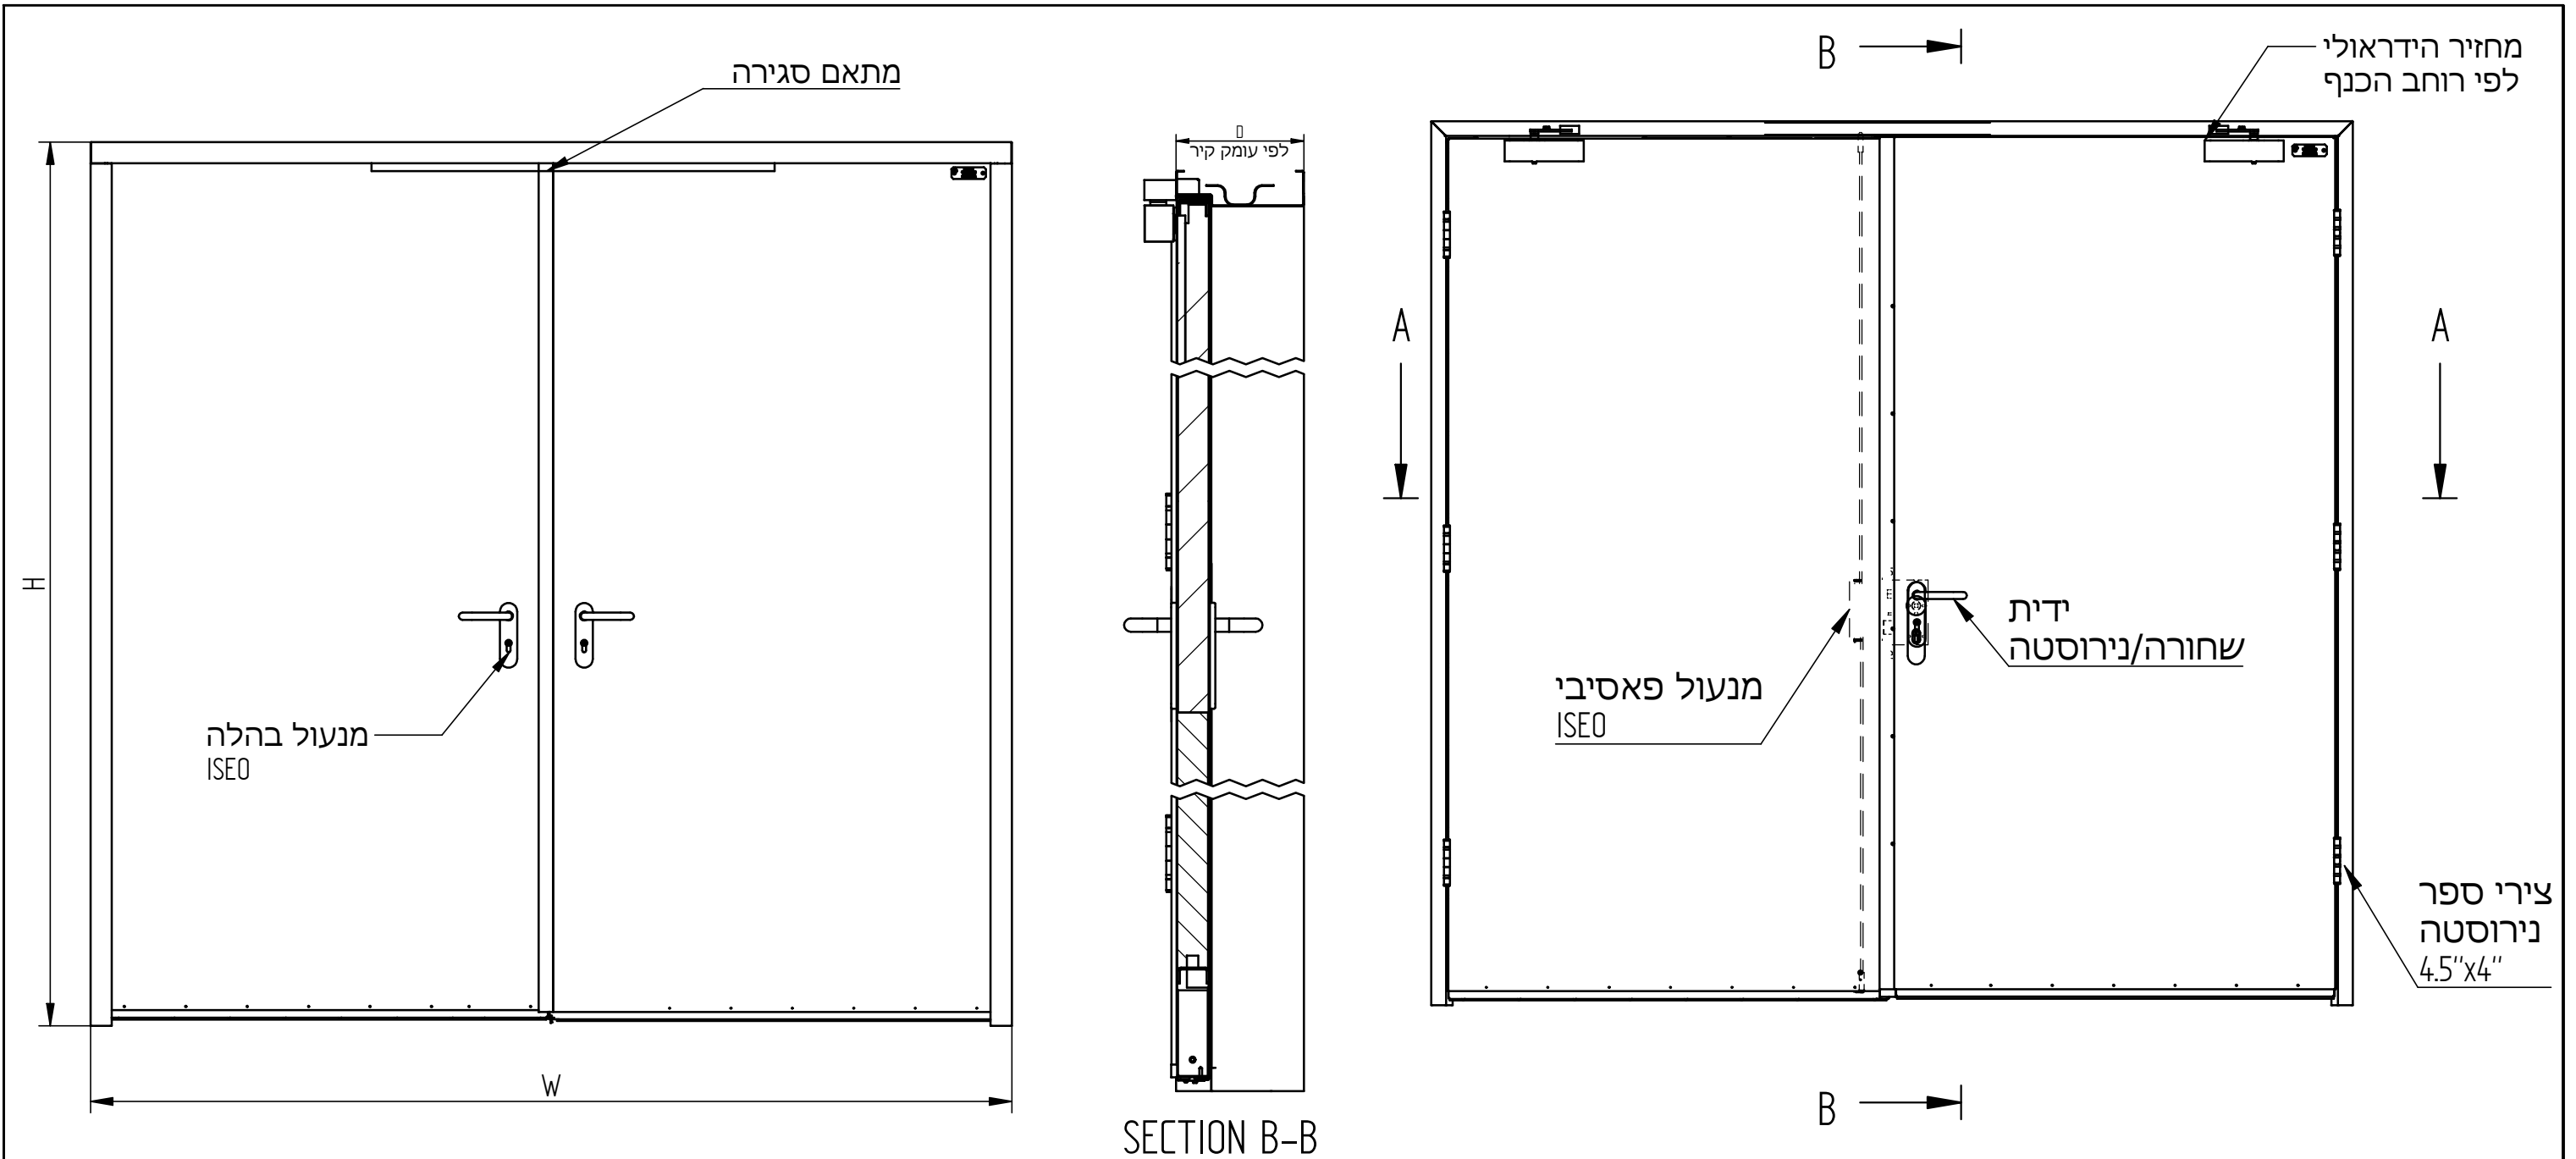 מתאם סגירה
H
מנעול בהלה
ISEO
W
D
לפי עומק קיר
SECTION B-B
B
מחזיר הידראולי
לפי רוחב הכנף
A
A
ידית
שחורה/נירוסטה
מנעול פאסיבי
ISEO
צירי ספר
נירוסטה
4.5"x4"
B